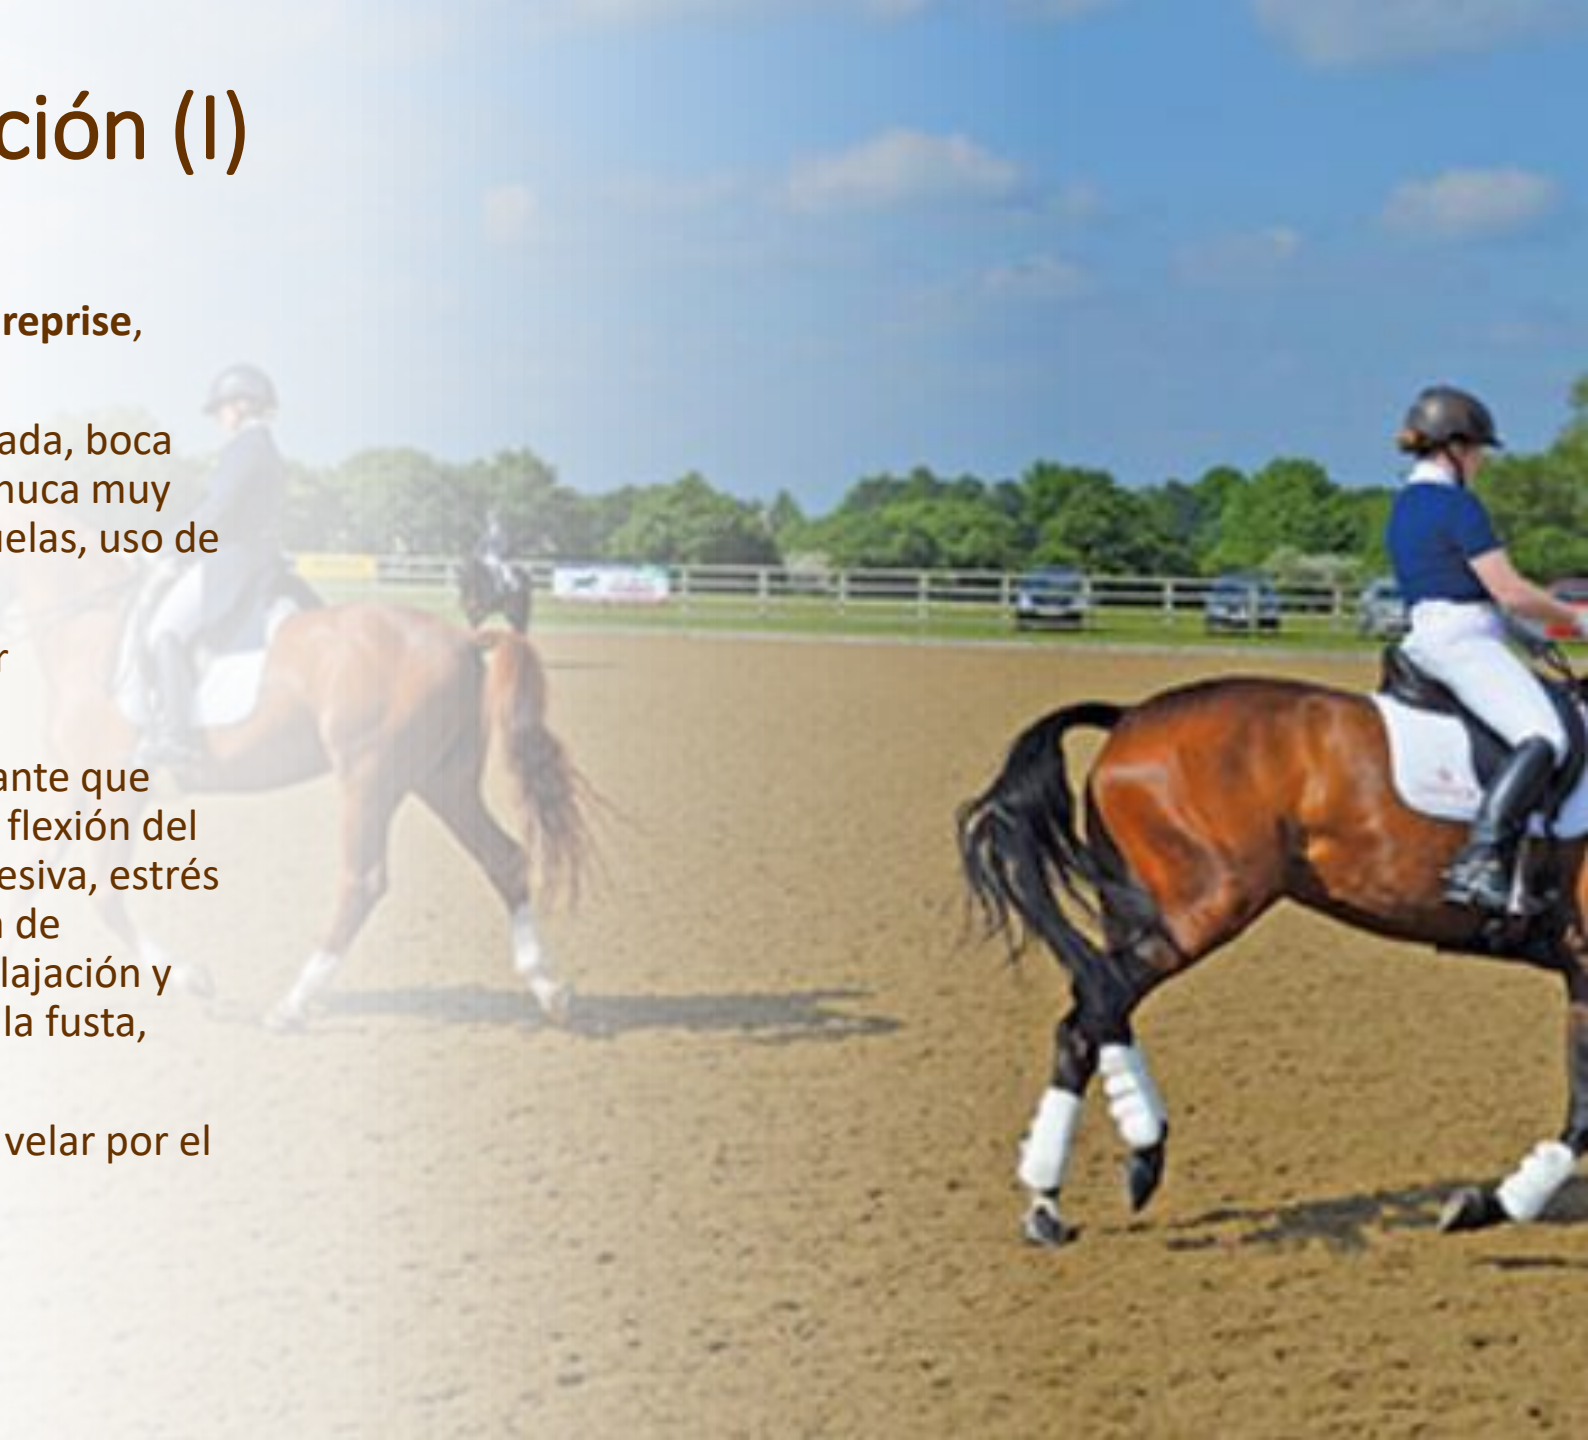 ción (I)
reprise,
ada, boca
nuca muy
uelas, uso de
r
ante que
flexión del
esiva, estrés
n de
lajación y
la fusta,
velar por el